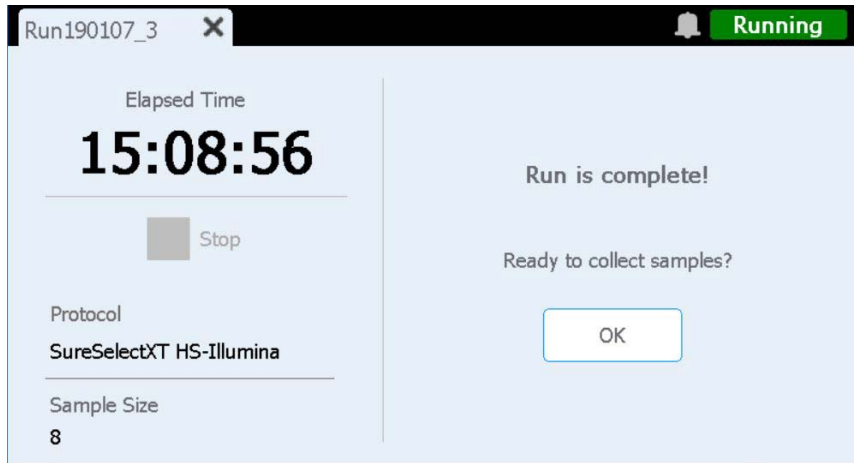 Run190107_3
Running
Elapsed Time
15:08:56
Stop
Protocol
SureSelectXT HS-Illumina
Sample Size
8
Run is complete!
Ready to collect samples?
OK